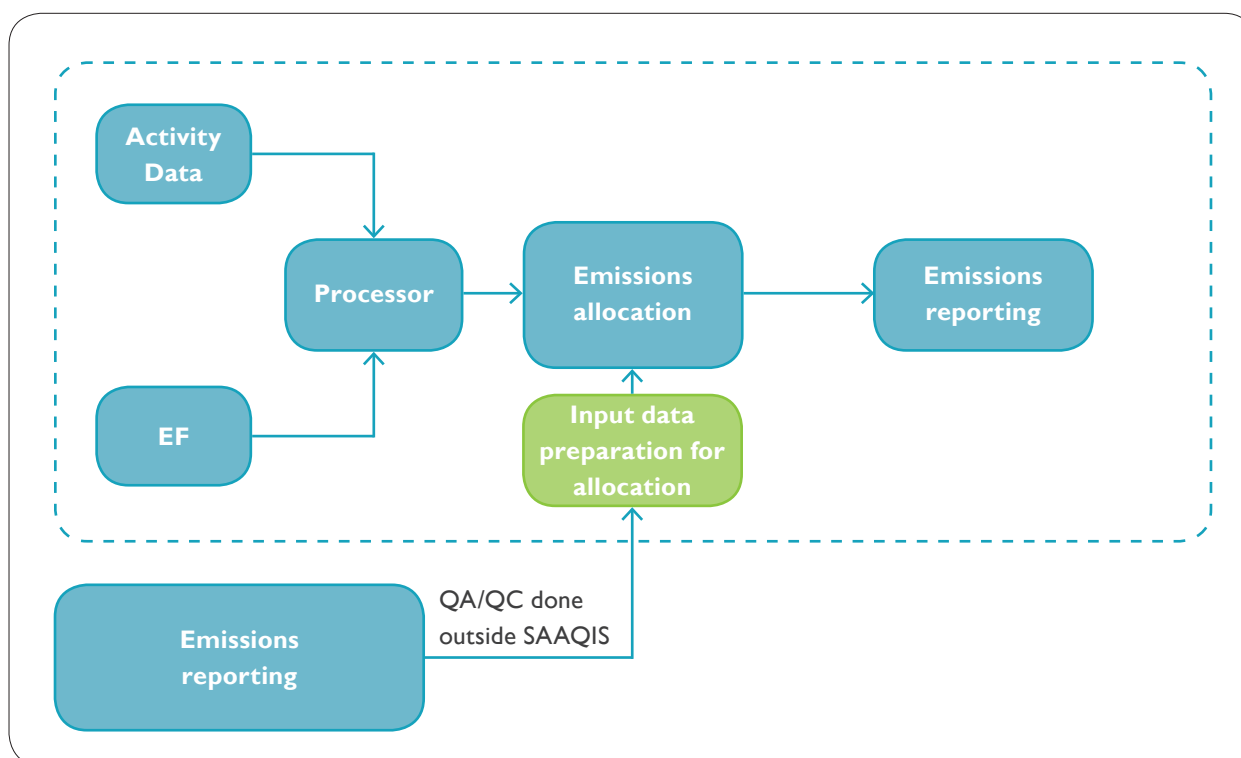 Activity
Data
Processor
Emissions
allocation
Emissions
reporting
EF
Input data
preparation for
allocation
QA/QC done
outside SAAQIS
Emissions
reporting